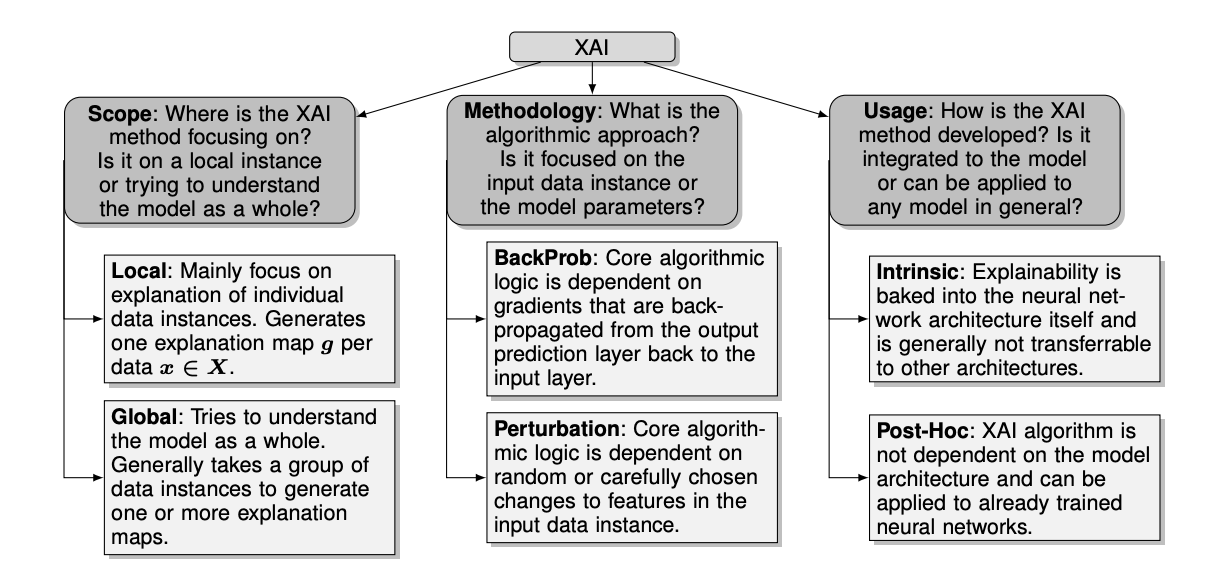 XAI
Scope: Where is the XAI
method focusing on?
Is it on a local instance
or trying to understand
the model as a whole?
Local: Mainly focus on
explanation of individual
data instances. Generates
one explanation map g per
data x ∈ X.
Global: Tries to understand
the model as a whole.
Generally takes a group of
data instances to generate
one or more explanation
maps.
Methodology: What is the
algorithmic approach?
Is it focused on the
input data instance or
the model parameters?
BackProb: Core algorithmic
logic is dependent on
gradients that are back-
propagated from the output
prediction layer back to the
input layer.
Perturbation: Core algorith-
mic logic is dependent on
random or carefully chosen
changes to features in the
input data instance.
Usage: How is the XAI
method developed? Is it
integrated to the model
or can be applied to
any model in general?
Intrinsic: Explainability is
baked into the neural net-
work architecture itself and
is generally not transferrable
to other architectures.
Post-Hoc: XAI algorithm is
not dependent on the model
architecture and can be
applied to already trained
neural networks.